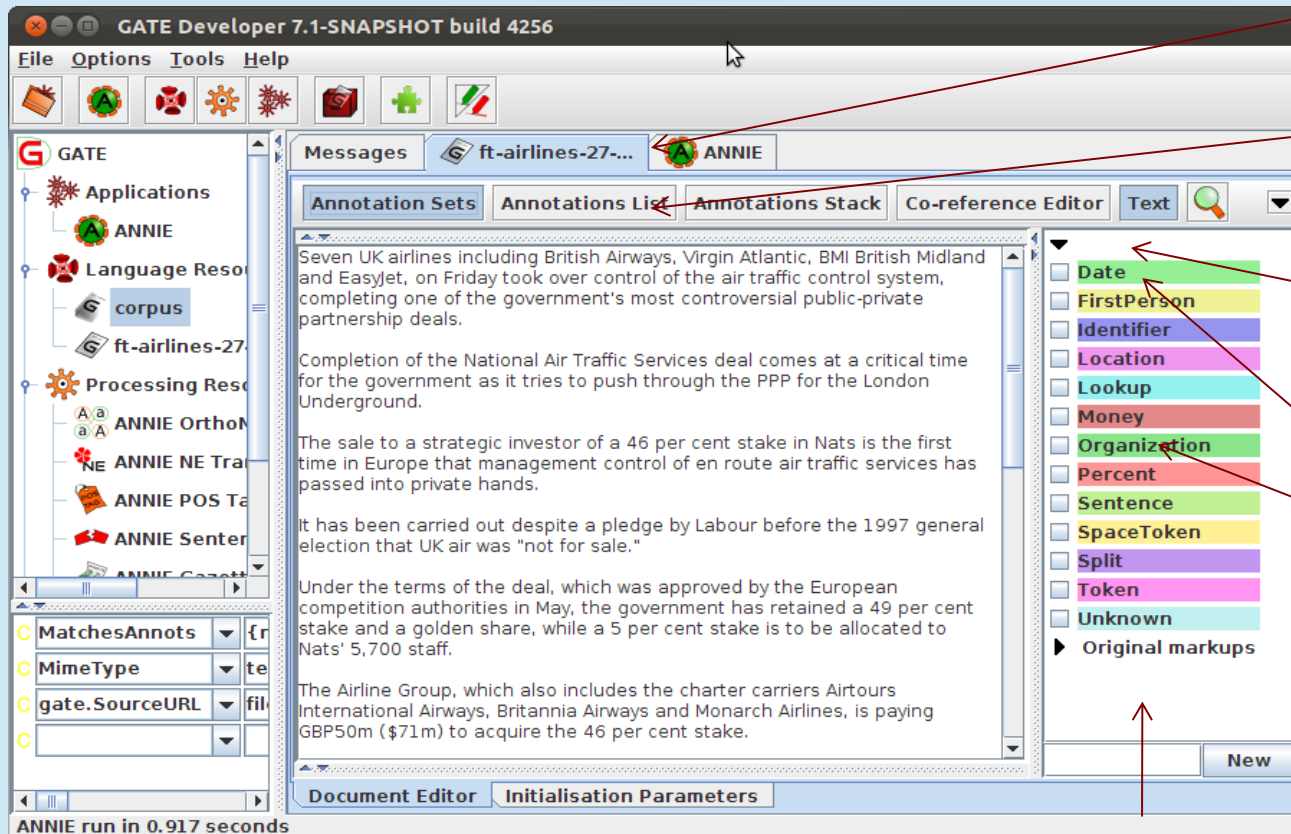 GATE Developer 7.1-SNAPSHOT build 4256
File Options Tools Help
GATE
Applications
ANNIE
Language Resou
corpus
ft-airlines-27-
Processing Reso
ANNIE OrthoM
ANNIE NE Tra
ANNIE POS Ta
ANNIE Senter
ANNIE Gazett
MatchesAnnots {r
MimeType te
gate.SourceURL fil
Messages ft-airlines-27-... ANNIE
Annotation Sets Annotations List Annotations Stack Co-reference Editor Text
Seven UK airlines including British Airways, Virgin Atlantic, BMI British Midland
and EasyJet, on Friday took over control of the air traffic control system,
completing one of the government's most controversial public-private
partnership deals.
Completion of the National Air Traffic Services deal comes at a critical time
for the government as it tries to push through the PPP for the London
Underground.
The sale to a strategic investor of a 46 per cent stake in Nats is the first
time in Europe that management control of en route air traffic services has
passed into private hands.
It has been carried out despite a pledge by Labour before the 1997 general
election that UK air was "not for sale."
Under the terms of the deal, which was approved by the European
competition authorities in May, the government has retained a 49 per cent
stake and a golden share, while a 5 per cent stake is to be allocated to
Nats' 5,700 staff.
The Airline Group, which also includes the charter carriers Airtours
International Airways, Britannia Airways and Monarch Airlines, is paying
GBP50m ($71m) to acquire the 46 per cent stake.
Date
FirstPerson
Identifier
Location
Lookup
Money
Organization
Percent
Sentence
SpaceToken
Split
Token
Unknown
Original markups
New
Document Editor Initialisation Parameters
ANNIE run in 0.917 seconds